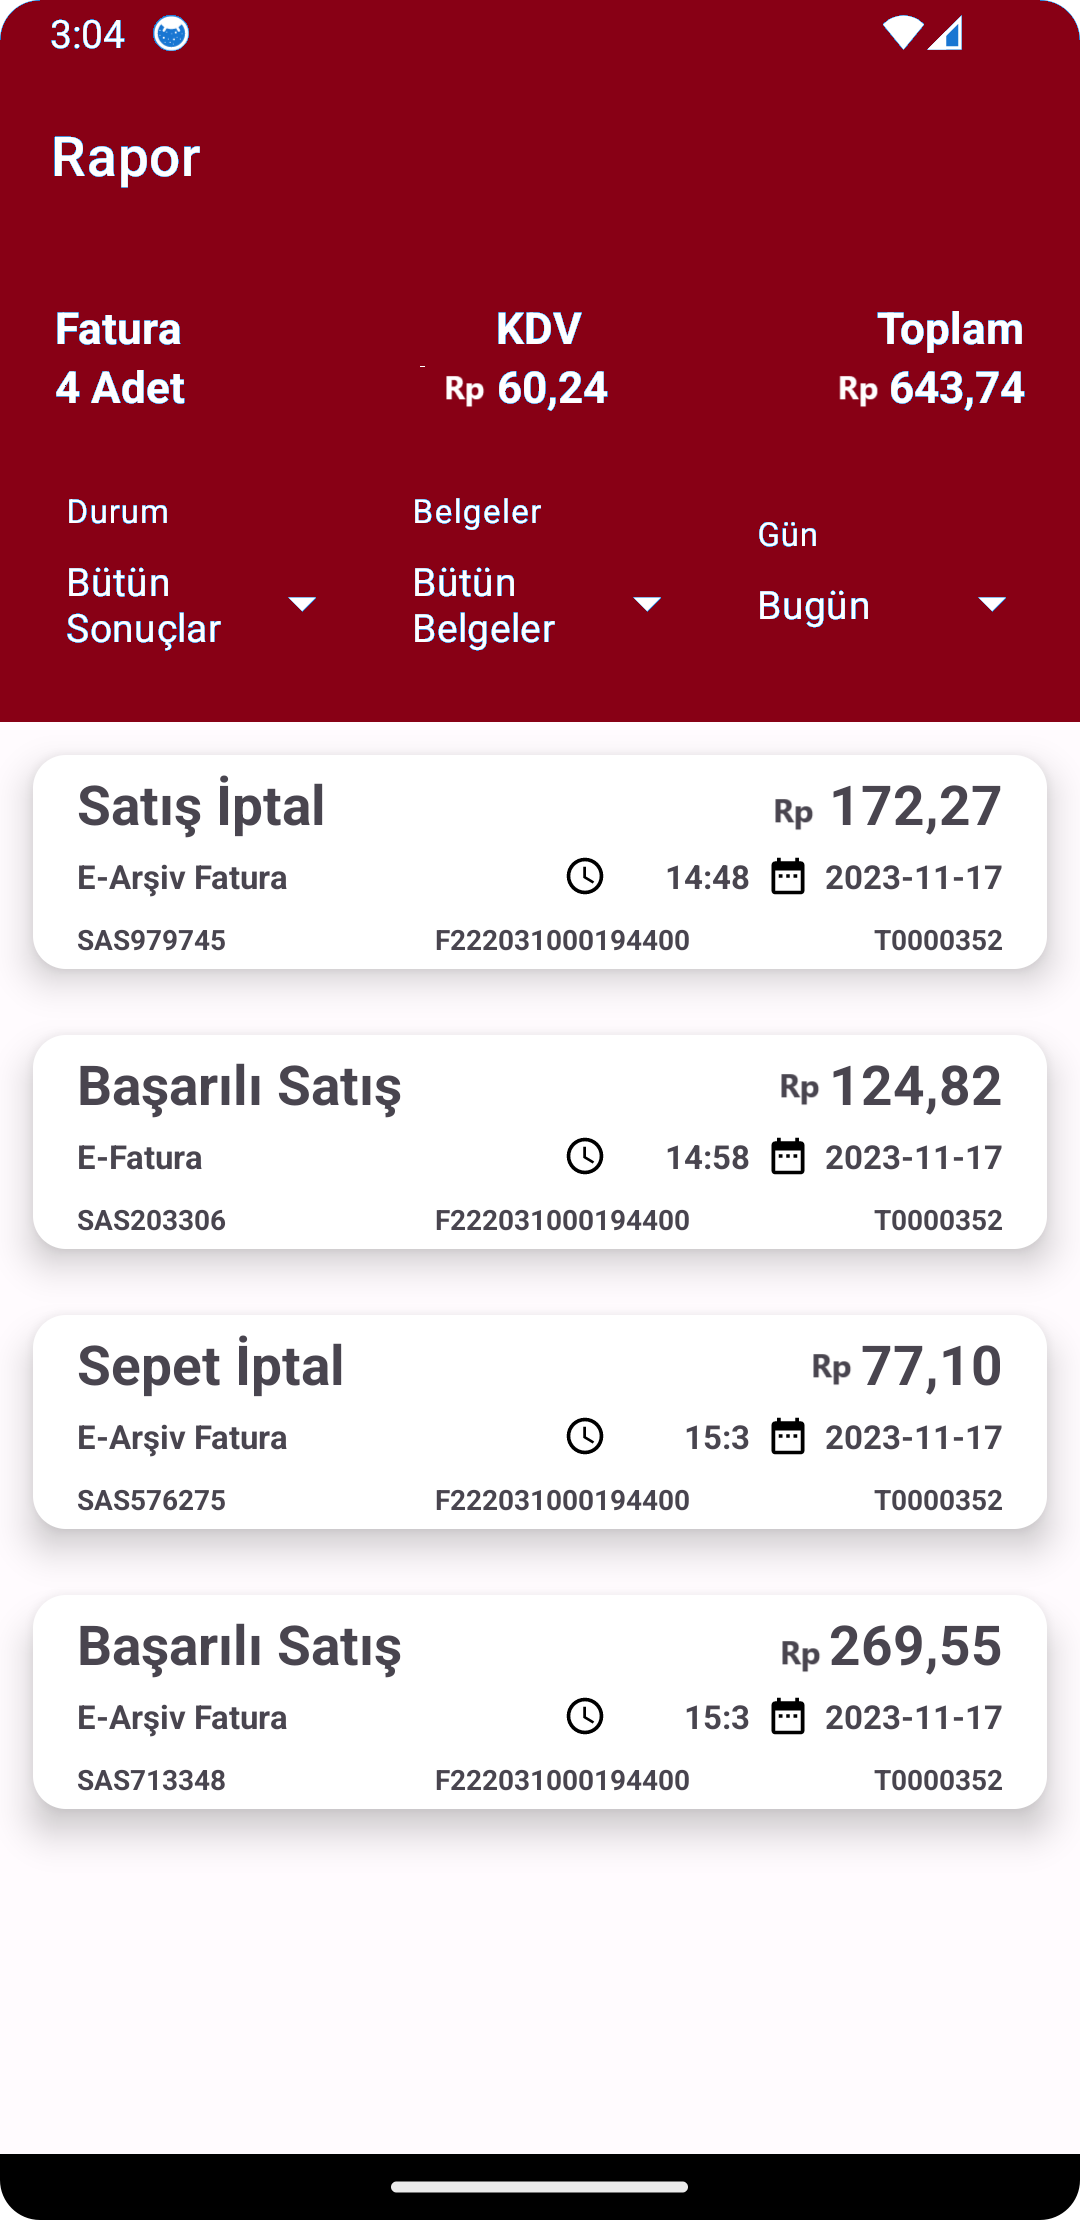 3:04
Rapor
Fatura KDV Toplam
4 Adet Rp 60,24 Rp 643,74
Durum Belgeler Gün
Bütün Sonuçlar Bütün Belgeler Bugün
Satış İptal Rp 172,27
E-Arşiv Fatura 14:48 2023-11-17
SAS979745 F222031000194400 T0000352
Başarılı Satış Rp 124,82
E-Fatura 14:58 2023-11-17
SAS203306 F222031000194400 T0000352
Sepet İptal Rp 77,10
E-Arşiv Fatura 15:3 2023-11-17
SAS576275 F222031000194400 T0000352
Başarılı Satış Rp 269,55
E-Arşiv Fatura 15:3 2023-11-17
SAS713348 F222031000194400 T0000352